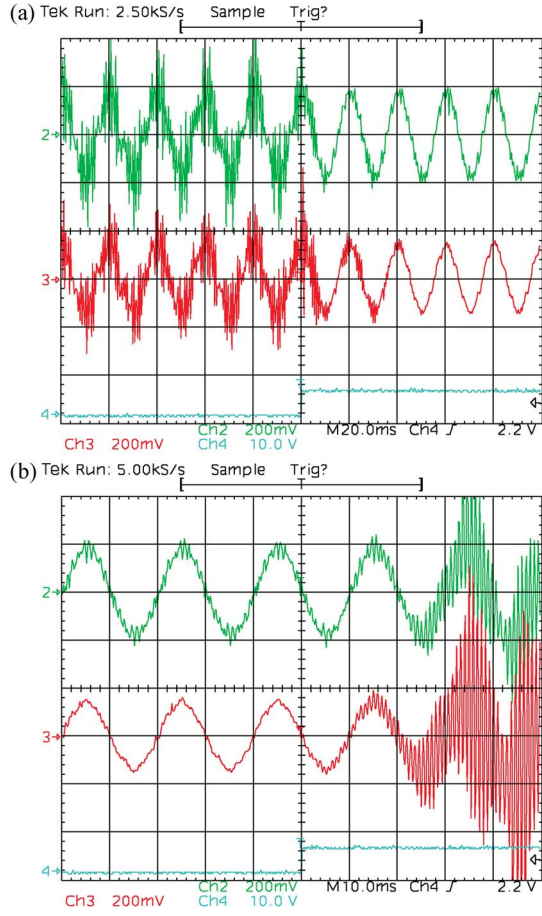 (a) Tek Run: 2.50kS/s Sample Trig?
2
3
4
Ch2 200mV M20.0ms Ch4 2.2 V
Ch3 200mV Ch4 10.0 V
(b) Tek Run: 5.00kS/s Sample Trig?
2
3
4
Ch2 200mV M10.0ms Ch4 2.2 V
Ch3 200mV Ch4 10.0 V